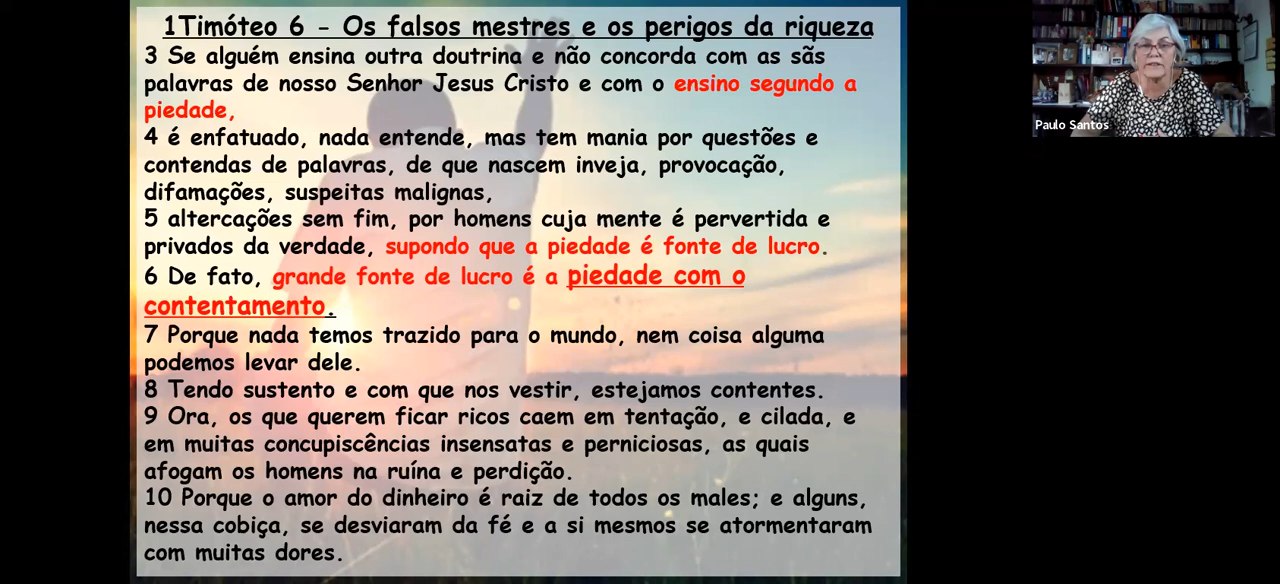 1Timóteo 6 - Os falsos mestres e os perigos da riqueza
3 Se alguém ensina outra doutrina e não concorda com as sãs
palavras de nosso Senhor Jesus Cristo e com o ensino segundo a
piedade,
4 é enfatuado, nada entende, mas tem mania por questões e
contendas de palavras, de que nascem inveja, provocação,
difamações, suspeitas malignas,
5 altercações sem fim, por homens cuja mente é pervertida e
privados da verdade, supondo que a piedade é fonte de lucro.
6 De fato, grande fonte de lucro é a piedade com o
contentamento.
7 Porque nada temos trazido para o mundo, nem coisa alguma
podemos levar dele.
8 Tendo sustento e com que nos vestir, estejamos contentes.
9 Ora, os que querem ficar ricos caem em tentação, e cilada, e
em muitas concupiscências insensatas e perniciosas, as quais
afogam os homens na ruína e perdição.
10 Porque o amor do dinheiro é raiz de todos os males; e alguns,
nessa cobiça, se desviaram da fé e a si mesmos se atormentaram
com muitas dores.
Paulo Santos